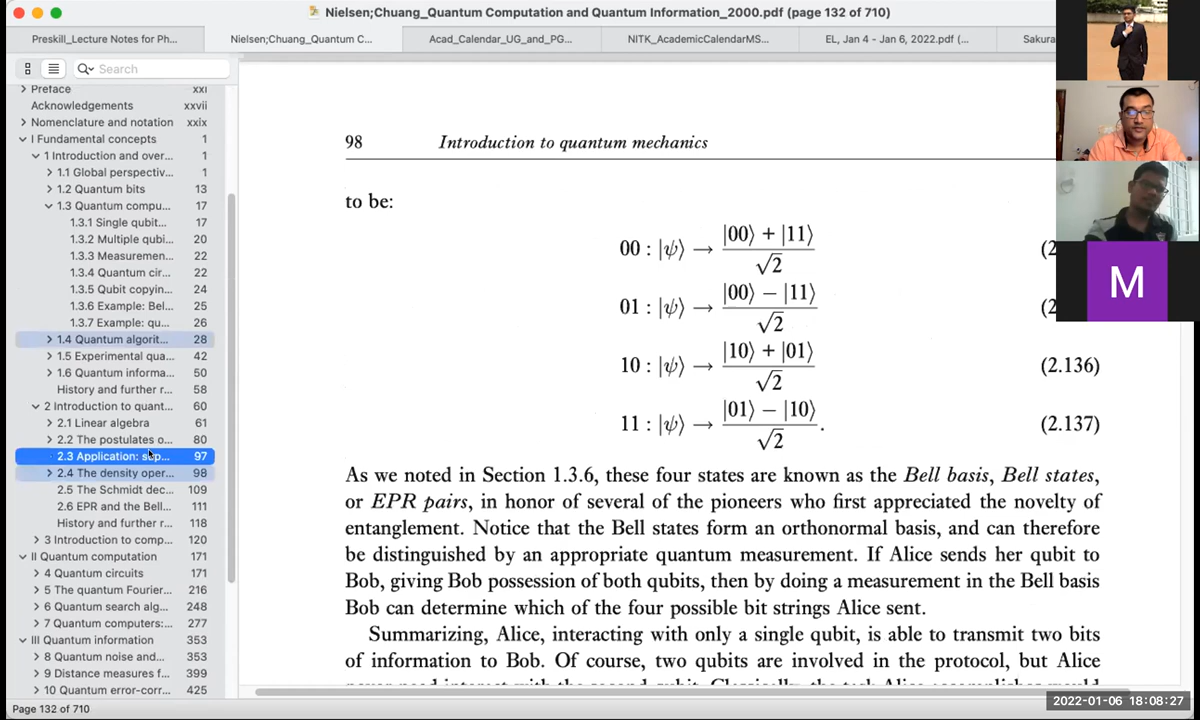 Nielsen;Chuang_Quantum Computation and Quantum Information_2000.pdf (page 132 of 710)
Preskill_Lecture Notes for Ph...
Nielsen;Chuang_Quantum C...
Acad_Calendar_UG_and_PG...
NITK_AcademicCalendarMS...
EL, Jan 4 - Jan 6, 2022.pdf (...
Sakura
Search
Preface xxi
Acknowledgements xxvii
Nomenclature and notation xxix
I Fundamental concepts 1
1 Introduction and over... 1
1.1 Global perspectiv... 1
1.2 Quantum bits 13
1.3 Quantum compu... 17
1.3.1 Single qubit... 17
1.3.2 Multiple qubi... 20
1.3.3 Measuremen... 22
1.3.4 Quantum cir... 22
1.3.5 Qubit copyin... 24
1.3.6 Example: Bel... 25
1.3.7 Example: qu... 26
1.4 Quantum algorit... 28
1.5 Experimental qua... 42
1.6 Quantum informa... 50
History and further r... 58
2 Introduction to quant... 60
2.1 Linear algebra 61
2.2 The postulates o... 80
2.3 Application: sup... 97
2.4 The density oper... 98
2.5 The Schmidt dec... 109
2.6 EPR and the Bell... 111
History and further r... 118
3 Introduction to comp... 120
II Quantum computation 171
4 Quantum circuits 171
5 The quantum Fourier... 216
6 Quantum search alg... 248
7 Quantum computers:... 277
III Quantum information 353
8 Quantum noise and... 353
9 Distance measures f... 399
10 Quantum error-corr... 425
Page 132 of 710
98 Introduction to quantum mechanics
to be:
00 : |ψ⟩ → |00⟩ + |11⟩ / √2 (2
01 : |ψ⟩ → |00⟩ − |11⟩ / √2 (2
10 : |ψ⟩ → |10⟩ + |01⟩ / √2 (2.136)
11 : |ψ⟩ → |01⟩ − |10⟩ / √2 . (2.137)
As we noted in Section 1.3.6, these four states are known as the Bell basis, Bell states,
or EPR pairs, in honor of several of the pioneers who first appreciated the novelty of
entanglement. Notice that the Bell states form an orthonormal basis, and can therefore
be distinguished by an appropriate quantum measurement. If Alice sends her qubit to
Bob, giving Bob possession of both qubits, then by doing a measurement in the Bell basis
Bob can determine which of the four possible bit strings Alice sent.
Summarizing, Alice, interacting with only a single qubit, is able to transmit two bits
of information to Bob. Of course, two qubits are involved in the protocol, but Alice
M
2022-01-06 18:08:27